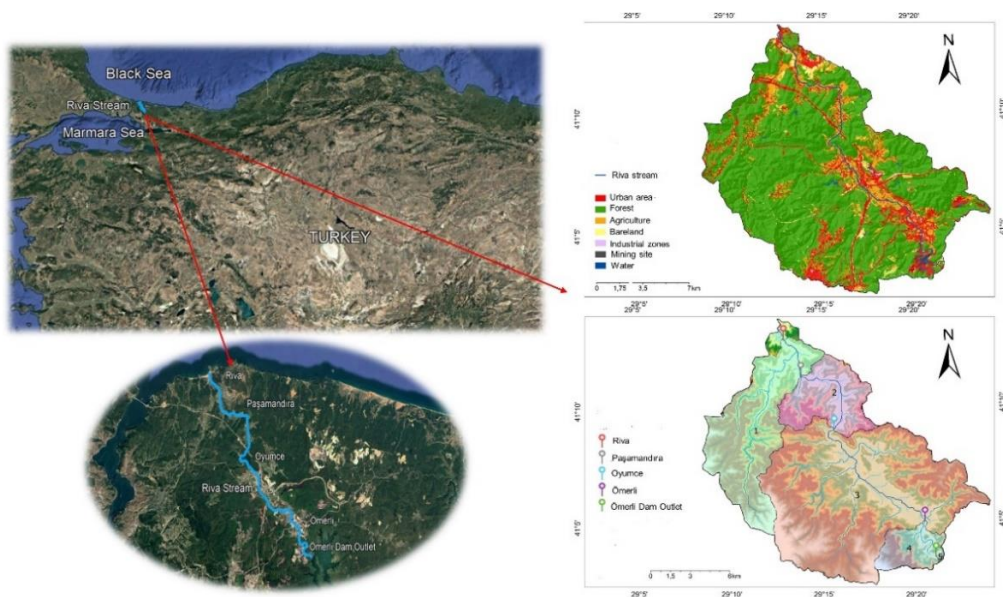 Black Sea
Riva Stream
Marmara Sea
TURKEY
Riva
Paşamandıra
Oyumce
Riva Stream
Ömerli
Ömerli Dam Outlet
29°5' 29°10' 29°15' 29°20'
N
41°10'
41°5'
Riva stream
Urban area
Forest
Agriculture
Bareland
Industrial zones
Mining site
Water
0 1,75 3,5 7km
29°5' 29°10' 29°15' 29°20'
N
41°10'
41°5'
1
2
3
4
5
Riva
Paşamandıra
Oyumce
Ömerli
Ömerli Dam Outlet
0 1,5 3 6km
29°5' 29°10' 29°15' 29°20'